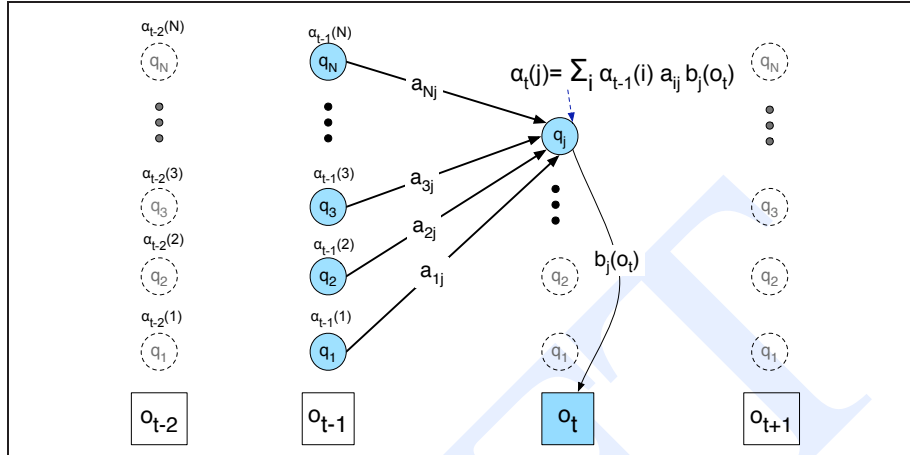 αt-2(N) αt-1(N)
qN qN qN
αt(j)= Σi αt-1(i) aij bj(ot)
aNj
qj
αt-2(3) αt-1(3)
q3 q3 a3j q3
αt-2(2) αt-1(2)
a2j
bj(ot)
q2 q2 a1j q2 q2
αt-2(1) αt-1(1)
q1 q1 q1 q1
ot-2 ot-1 ot ot+1